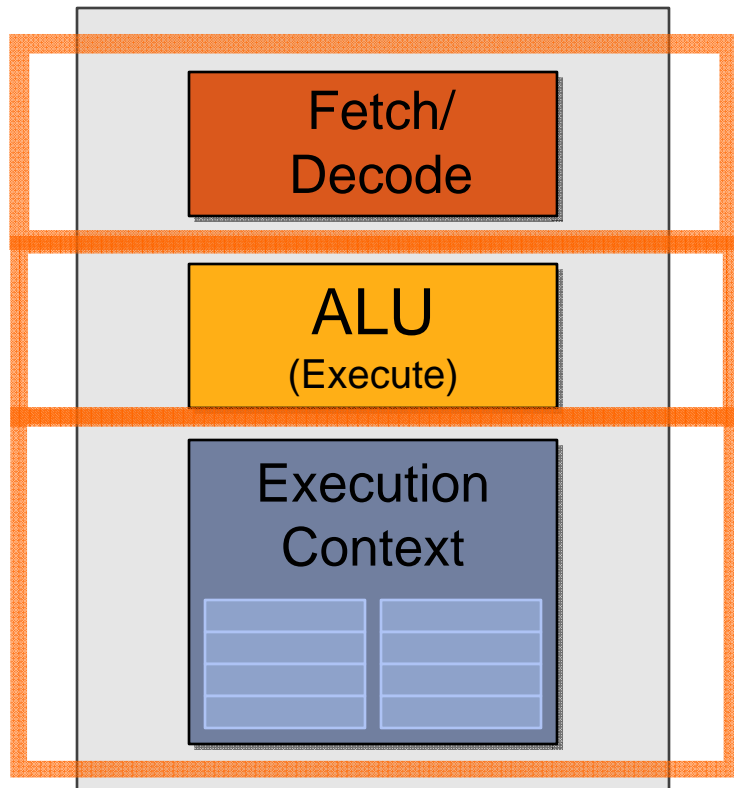 Fetch/
Decode
ALU
(Execute)
Execution
Context